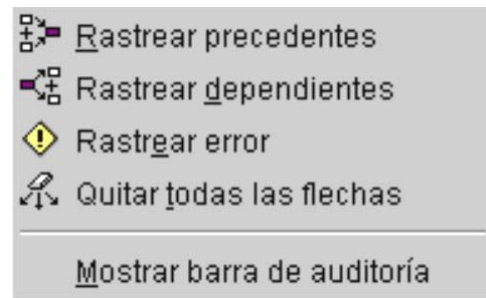 Rastrear precedentes
Rastrear dependientes
Rastrear error
Quitar todas las flechas
Mostrar barra de auditoría